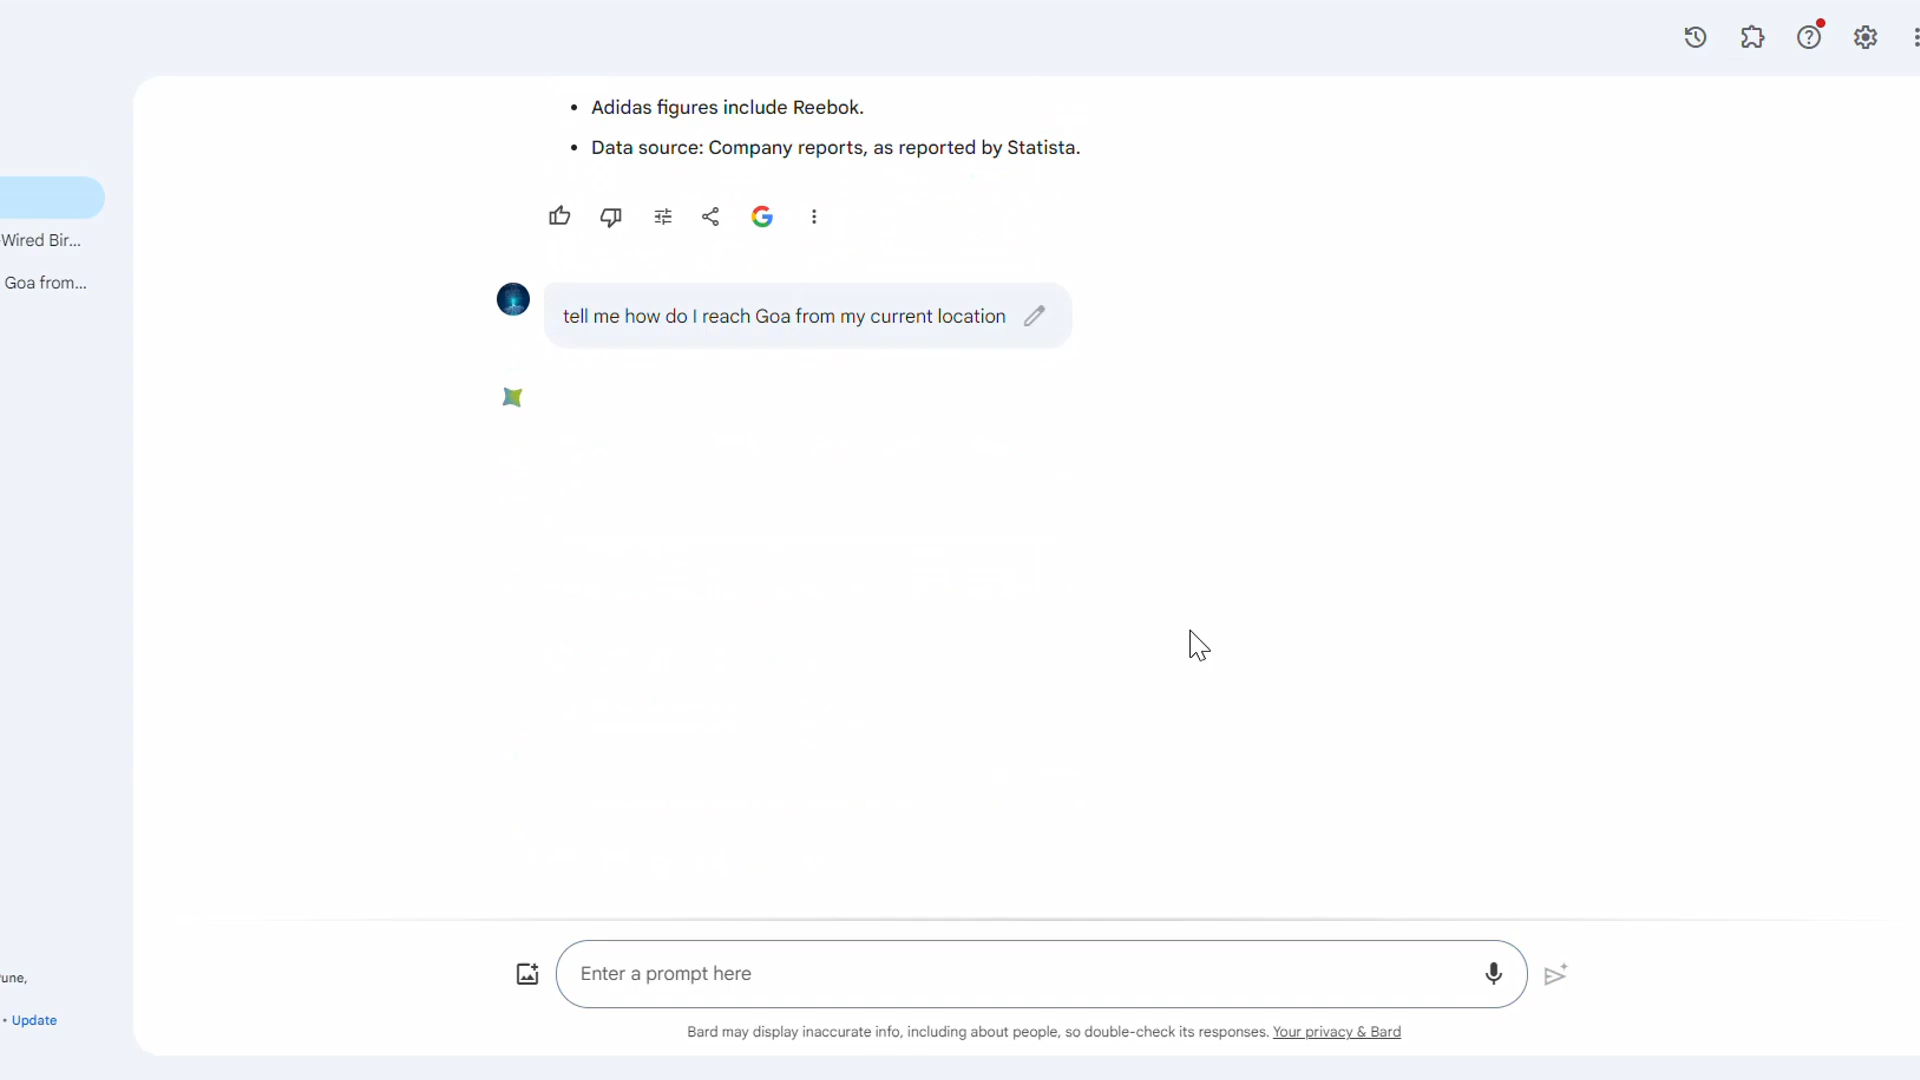 • Adidas figures include Reebok.
• Data source: Company reports, as reported by Statista.
Wired Bir...
Goa from...
tell me how do I reach Goa from my current location
une,
• Update
Enter a prompt here
Bard may display inaccurate info, including about people, so double-check its responses. Your privacy & Bard